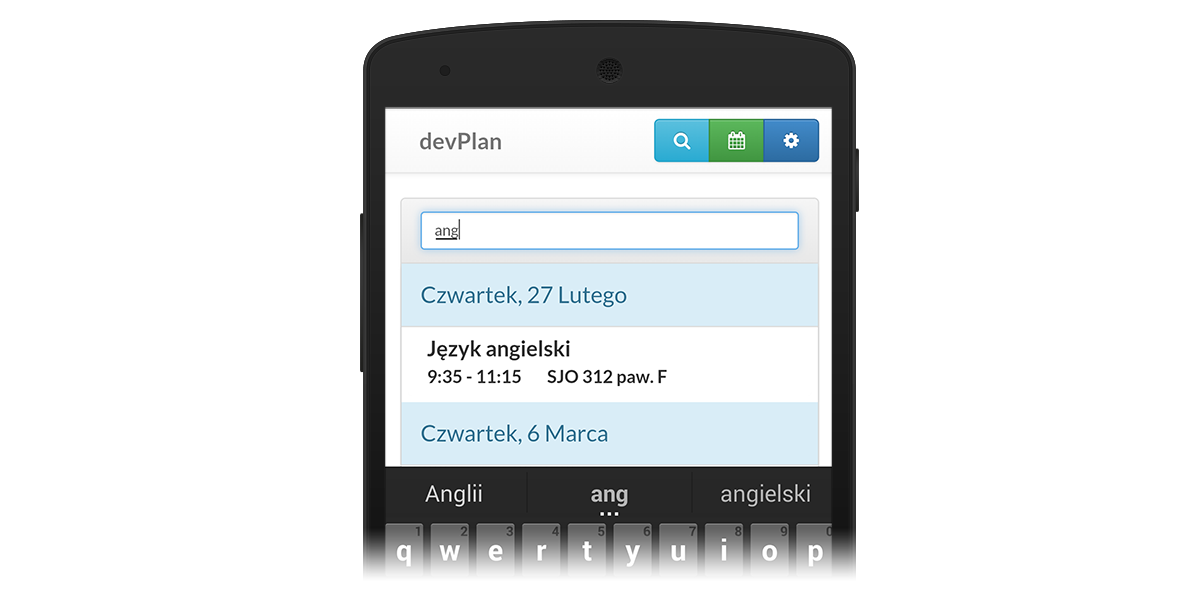 devPlan
ang
Czwartek, 27 Lutego
Język angielski
9:35 - 11:15 SJO 312 paw. F
Czwartek, 6 Marca
Anglii ang angielski
1 2 3 4 5 6 7 8 9 0
q w e r t y u i o p